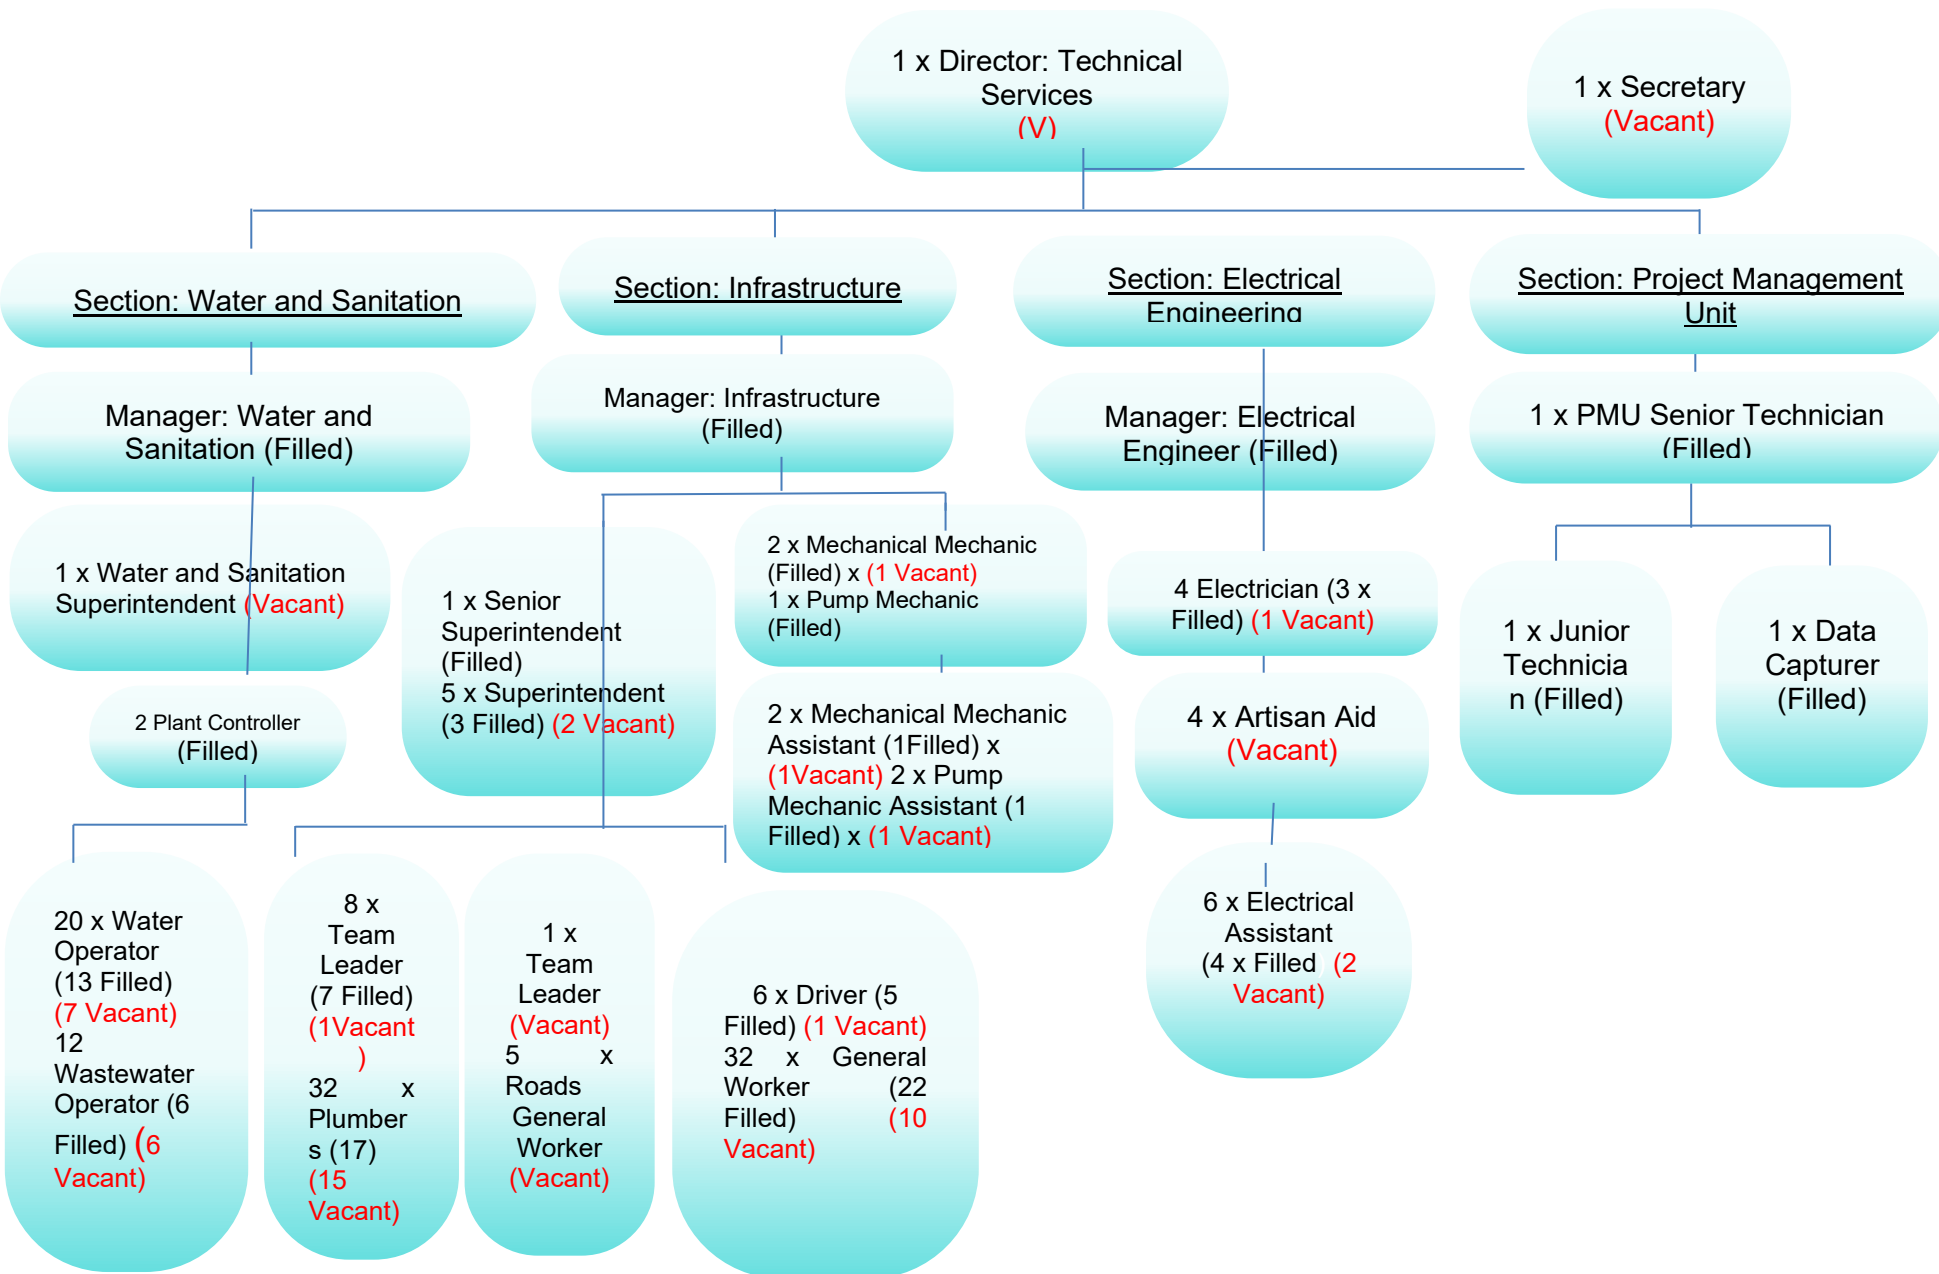 1 x Director: Technical
Services
(V)
1 x Secretary
(Vacant)
Section: Water and Sanitation
Section: Infrastructure
Section: Electrical
Engineering
Section: Project Management
Unit
Manager: Water and
Sanitation (Filled)
Manager: Infrastructure
(Filled)
Manager: Electrical
Engineer (Filled)
1 x PMU Senior Technician
(Filled)
1 x Water and Sanitation
Superintendent (Vacant)
1 x Senior
Superintendent
(Filled)
5 x Superintendent
(3 Filled) (2 Vacant)
2 x Mechanical Mechanic
(Filled) x (1 Vacant)
1 x Pump Mechanic
(Filled)
4 Electrician (3 x
Filled) (1 Vacant)
1 x Junior
Technicia
n (Filled)
1 x Data
Capturer
(Filled)
2 Plant Controller
(Filled)
2 x Mechanical Mechanic
Assistant (1Filled) x
(1Vacant) 2 x Pump
Mechanic Assistant (1
Filled) x (1 Vacant)
4 x Artisan Aid
(Vacant)
20 x Water
Operator
(13 Filled)
(7 Vacant)
12
Wastewater
Operator (6
Filled) (6
Vacant)
8 x
Team
Leader
(7 Filled)
(1Vacant
)
32 x
Plumber
s (17)
(15
Vacant)
1 x
Team
Leader
(Vacant)
5 x
Roads
General
Worker
(Vacant)
6 x Driver (5
Filled) (1 Vacant)
32 x General
Worker (22
Filled) (10
Vacant)
6 x Electrical
Assistant
(4 x Filled (2
Vacant)